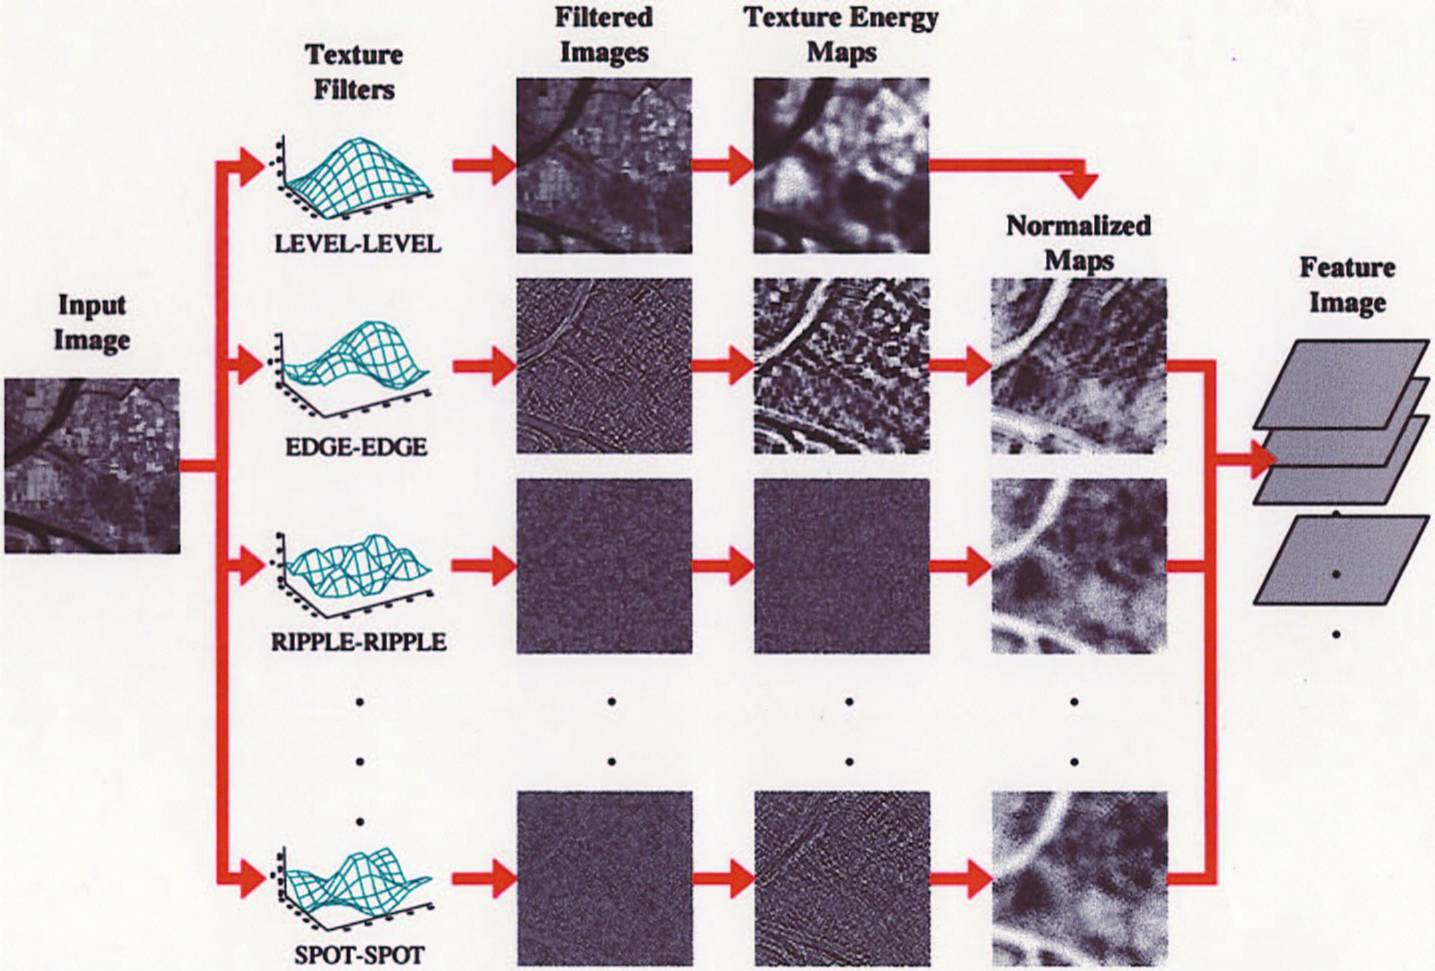 Input
Image
Texture
Filters
LEVEL-LEVEL
EDGE-EDGE
RIPPLE-RIPPLE
SPOT-SPOT
Filtered
Images
Texture Energy
Maps
Normalized
Maps
Feature
Image